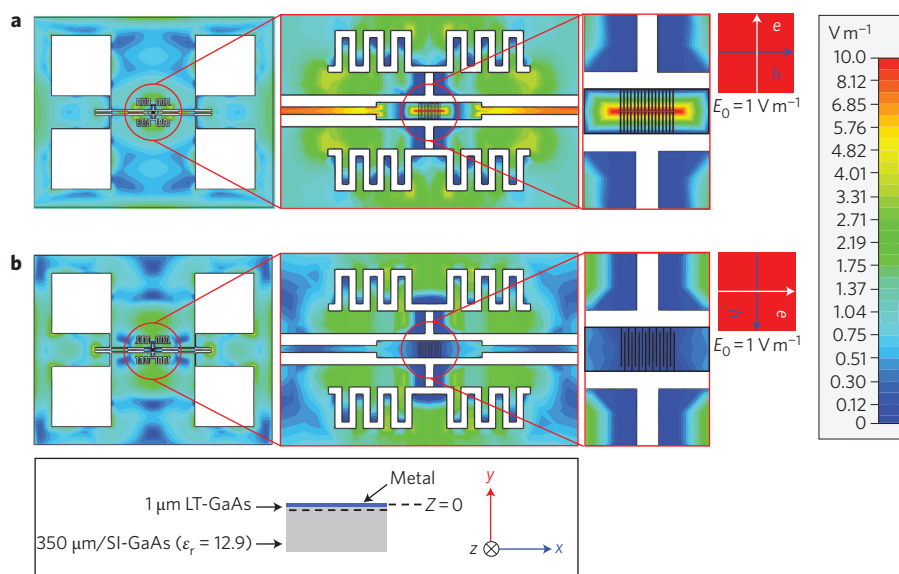 a
e
h
E₀ = 1 V m⁻¹
V m⁻¹
10.0
8.12
6.85
5.76
4.82
4.01
3.31
2.71
2.19
1.75
1.37
1.04
0.75
0.51
0.30
0.12
0
b
h
e
E₀ = 1 V m⁻¹
Metal
1 μm LT-GaAs
Z = 0
350 μm/SI-GaAs (εᵣ = 12.9)
y
z
x